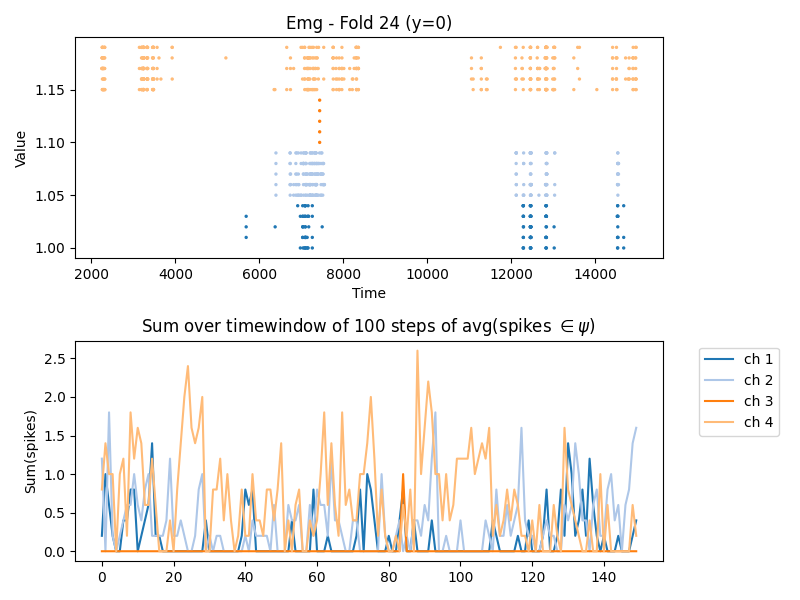 Emg - Fold 24 (y=0)
Value
1.15
1.10
1.05
1.00
2000 4000 6000 8000 10000 12000 14000
Time
Sum over timewindow of 100 steps of avg(spikes ∈ ψ)
Sum(spikes)
2.5
2.0
1.5
1.0
0.5
0.0
0 20 40 60 80 100 120 140
ch 1
ch 2
ch 3
ch 4